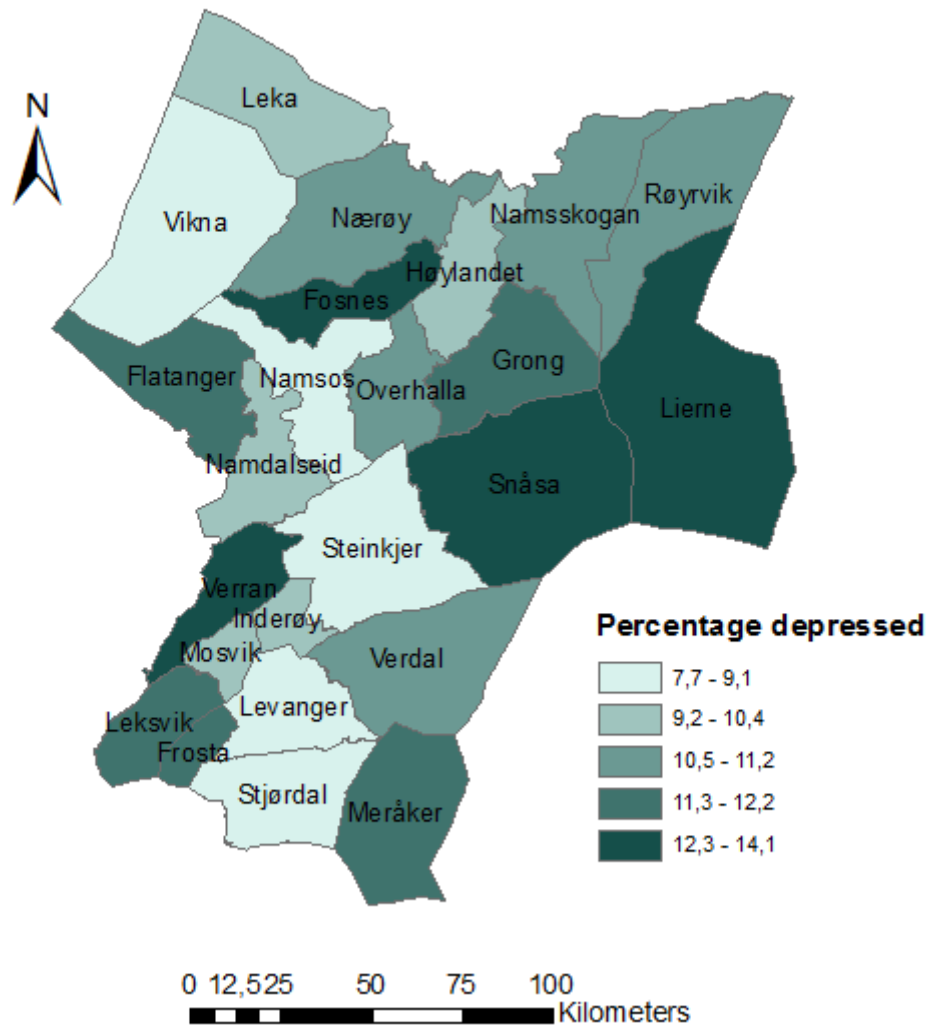 Leka
N
Røyrvik
Vikna
Nærøy
Namsskogan
Høylandet
Fosnes
Grong
Flatanger
Namsos
Overhalla
Lierne
Namdalseid
Snåsa
Steinkjer
Verran
Inderøy
Mosvik
Verdal
Levanger
Leksvik
Frosta
Stjørdal
Meråker
Percentage depressed
7,7 - 9,1
9,2 - 10,4
10,5 - 11,2
11,3 - 12,2
12,3 - 14,1
0 12,525 50 75 100
Kilometers